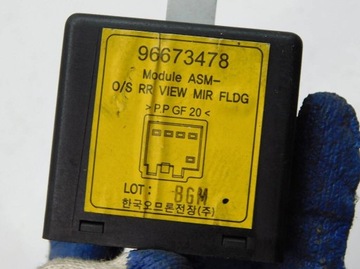 96673478
Module ASM-
O/S RR VIEW MIR FLDG
>P.P GF 20<
LOT: BGM
한국오므론전장(주)